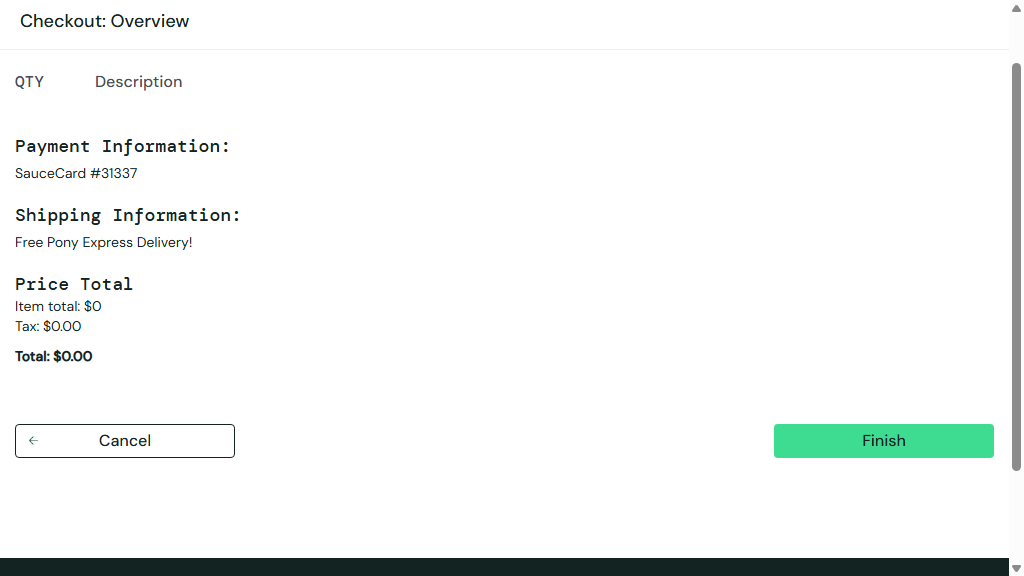 Checkout: Overview
QTY Description
Payment Information:
SauceCard #31337
Shipping Information:
Free Pony Express Delivery!
Price Total
Item total: $0
Tax: $0.00
Total: $0.00
Cancel
Finish